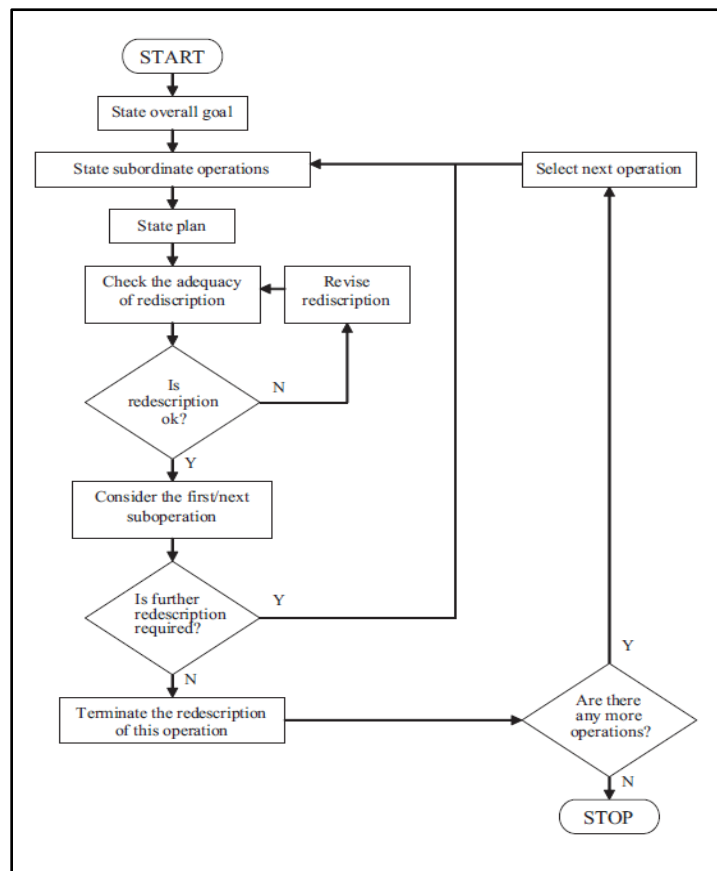 START
State overall goal
State subordinate operations
Select next operation
State plan
Check the adequacy
of rediscription
Revise
rediscription
Is
redescription
ok?
N
Y
Consider the first/next
suboperation
Is further
redescription
required?
Y
N
Terminate the redescription
of this operation
Y
Are there
any more
operations?
N
STOP